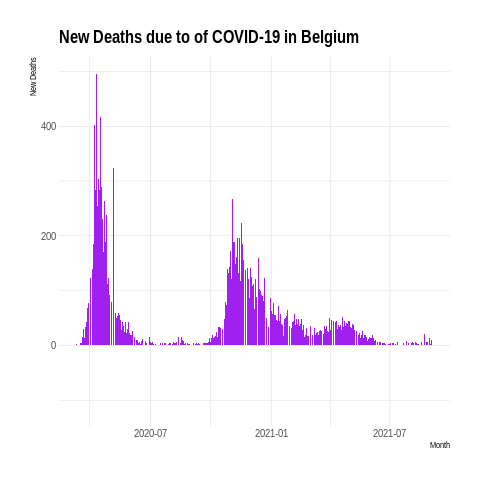 New Deaths due to of COVID-19 in Belgium
New Deaths
400
200
0
2020-07
2021-01
2021-07
Month